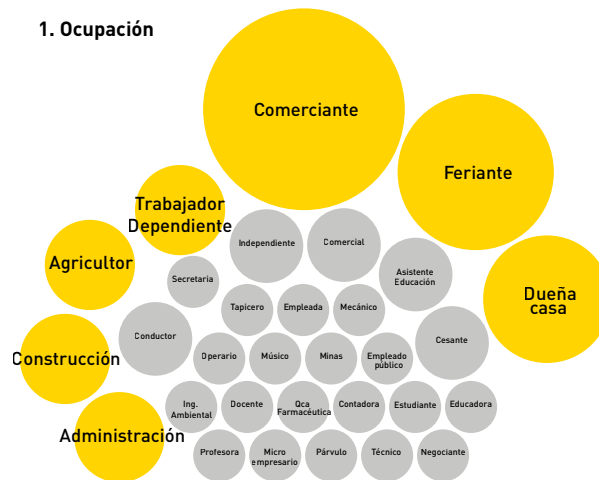 1. Ocupación
Comerciante
Feriante
Trabajador
Dependiente
Independiente
Comercial
Agricultor
Asistente
Educación
Secretaria
Dueña
casa
Tapicero
Empleada
Mecánico
Conductor
Cesante
Construcción
Operario
Músico
Minas
Empleado
público
Ing.
Ambiental
Docente
Qca
Farmacéutica
Contadora
Estudiante
Educadora
Administración
Profesora
Micro
empresario
Párvulo
Técnico
Negociante